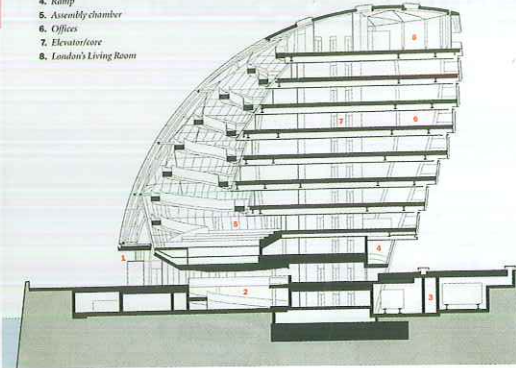 4. Ramp
5. Assembly chamber
6. Offices
7. Elevator/core
8. London's Living Room
8
7
6
5
4
1
2
3